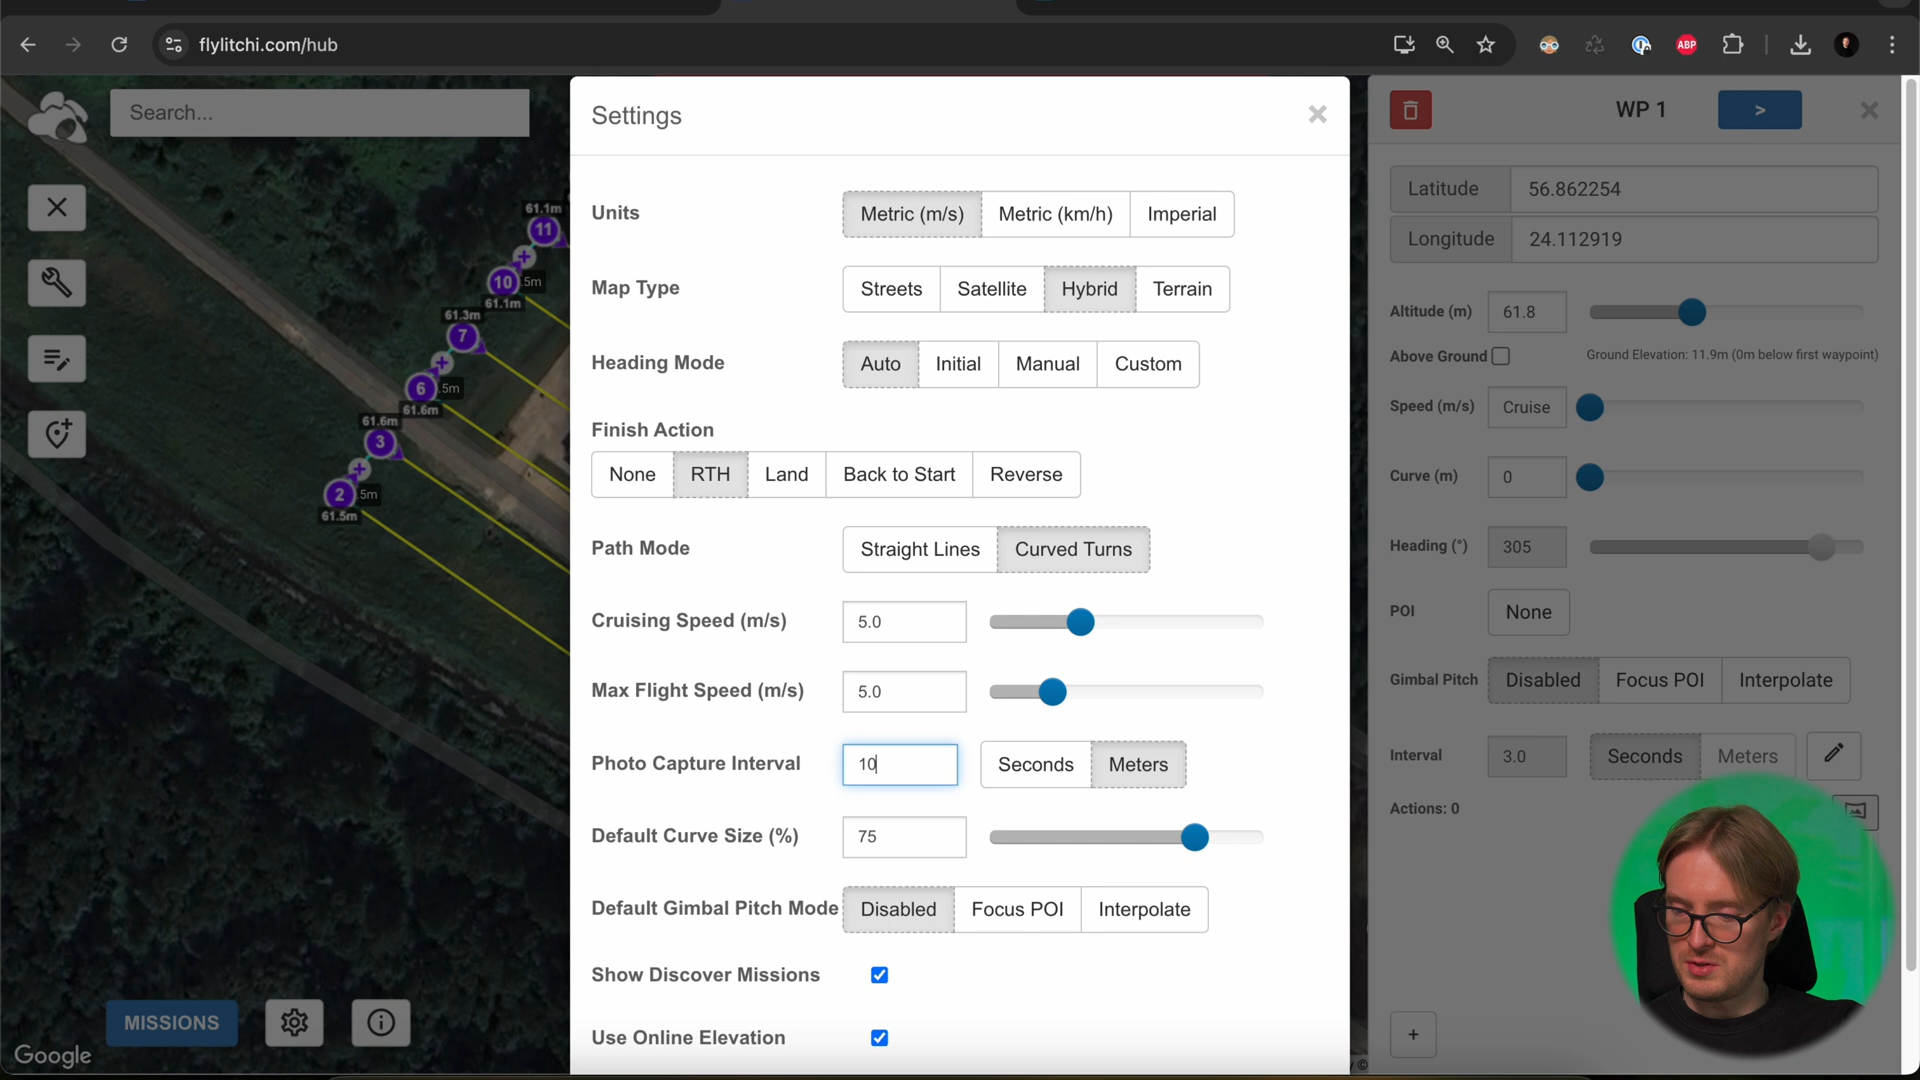 flylitchi.com/hub
ABP
Search...
Settings
×
WP 1
>
×
Units
Metric (m/s)
Metric (km/h)
Imperial
Latitude
56.862254
Longitude
24.112919
Map Type
Streets
Satellite
Hybrid
Terrain
Altitude (m)
61.8
Above Ground
Ground Elevation: 11.9m (0m below first waypoint)
Heading Mode
Auto
Initial
Manual
Custom
Speed (m/s)
Cruise
Finish Action
None
RTH
Land
Back to Start
Reverse
Curve (m)
0
Path Mode
Straight Lines
Curved Turns
Heading (°)
305
Cruising Speed (m/s)
5.0
POI
None
Max Flight Speed (m/s)
5.0
Gimbal Pitch
Disabled
Focus POI
Interpolate
Photo Capture Interval
10
Seconds
Meters
Interval
3.0
Seconds
Meters
Actions: 0
Default Curve Size (%)
75
Default Gimbal Pitch Mode
Disabled
Focus POI
Interpolate
Show Discover Missions
Use Online Elevation
61.1m
11
10
.5m
61.1m
61.3m
7
6
.5m
61.6m
61.6m
3
2
.5m
61.5m
MISSIONS
Google
+